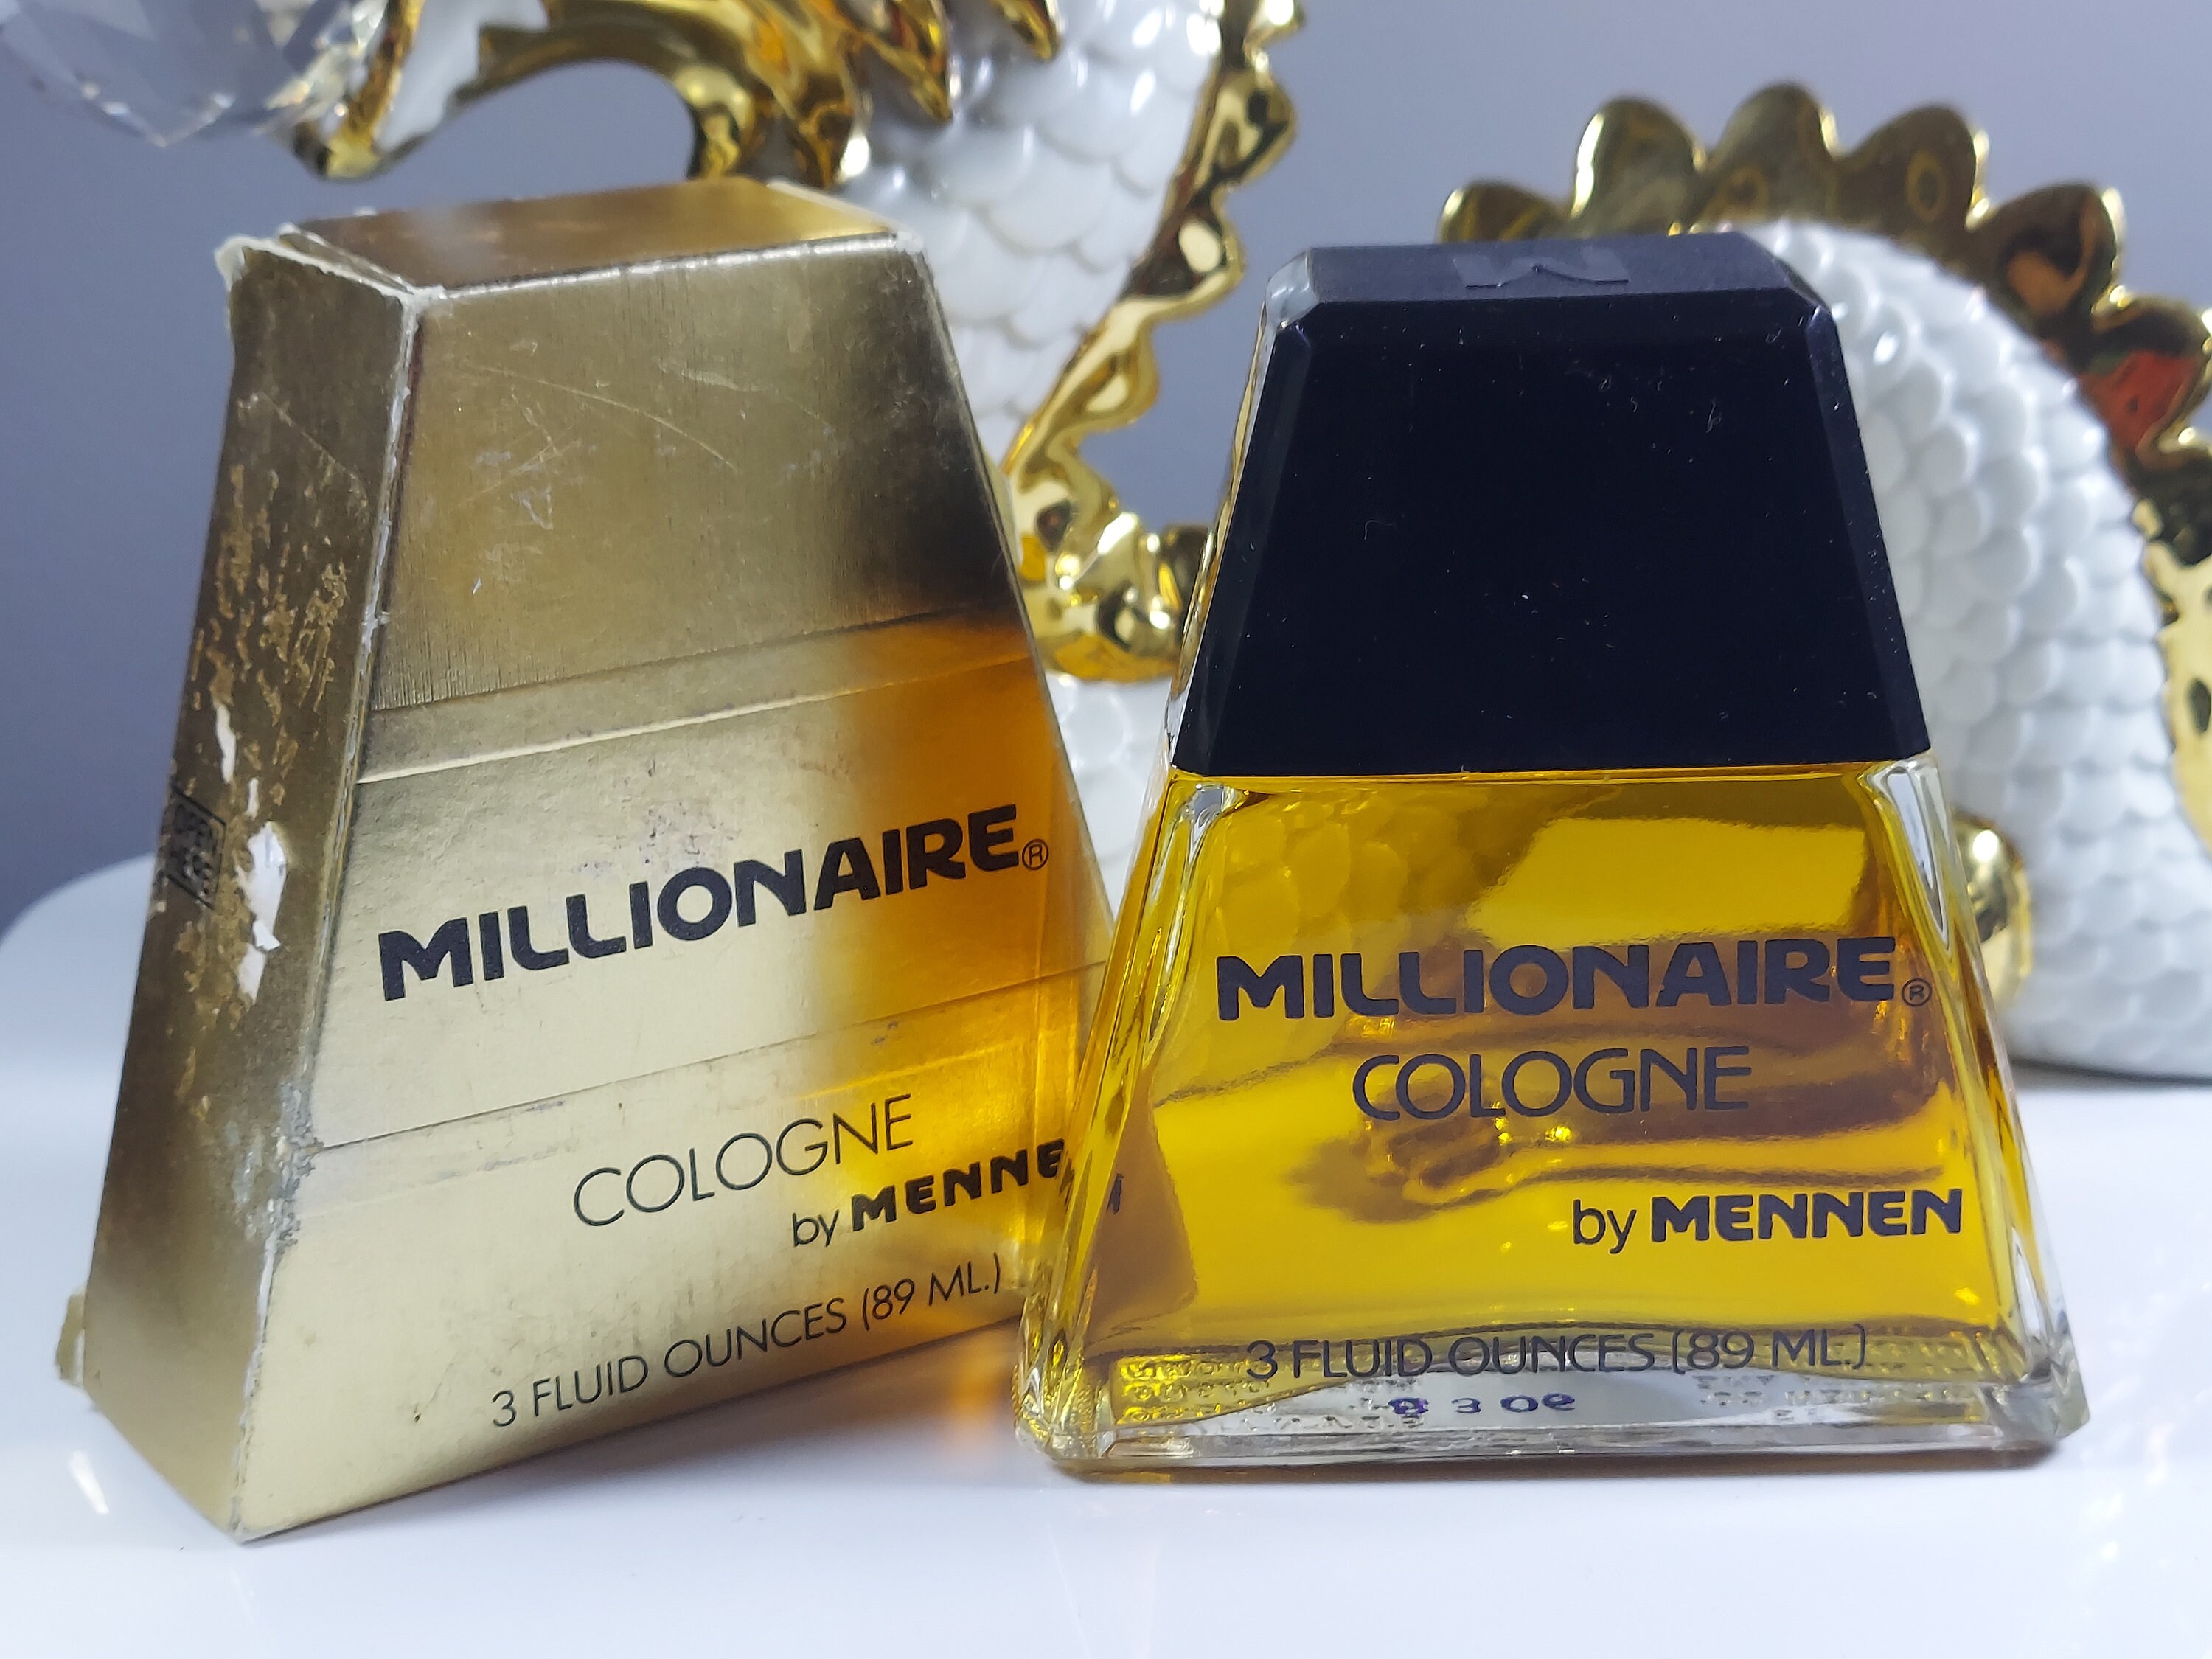 MILLIONAIRE®
COLOGNE
by MENNE
3 FLUID OUNCES (89 ML.)
M
MILLIONAIRE®
COLOGNE
by MENNEN
3 FLUID OUNCES (89 ML.)